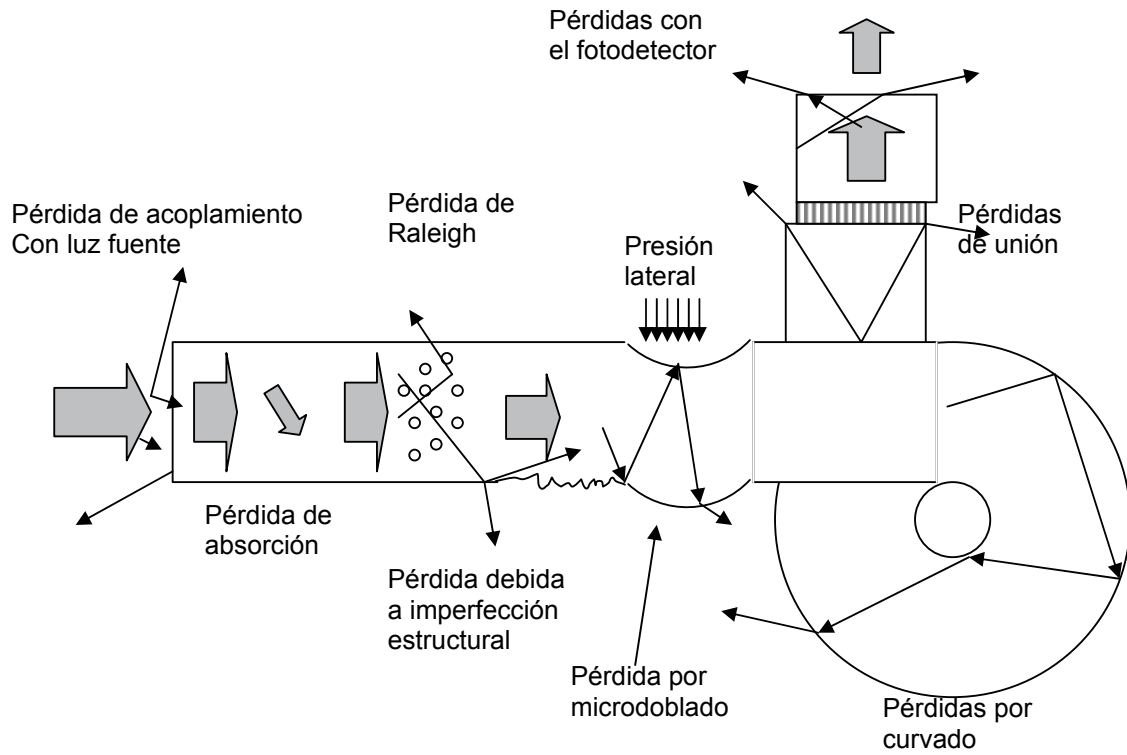 Pérdidas con
el fotodetector
Pérdida de acoplamiento
Con luz fuente
Pérdida de
Raleigh
Presión
lateral
Pérdidas
de unión
Pérdida de
absorción
Pérdida debida
a imperfección
estructural
Pérdida por
microdoblado
Pérdidas por
curvado